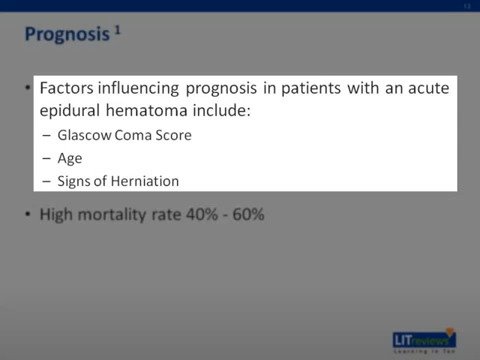 13
Prognosis 1
• Factors influencing prognosis in patients with an acute
epidural hematoma include:
– Glascow Coma Score
– Age
– Signs of Herniation
• High mortality rate 40% - 60%
LITreviews
Learning in Ten